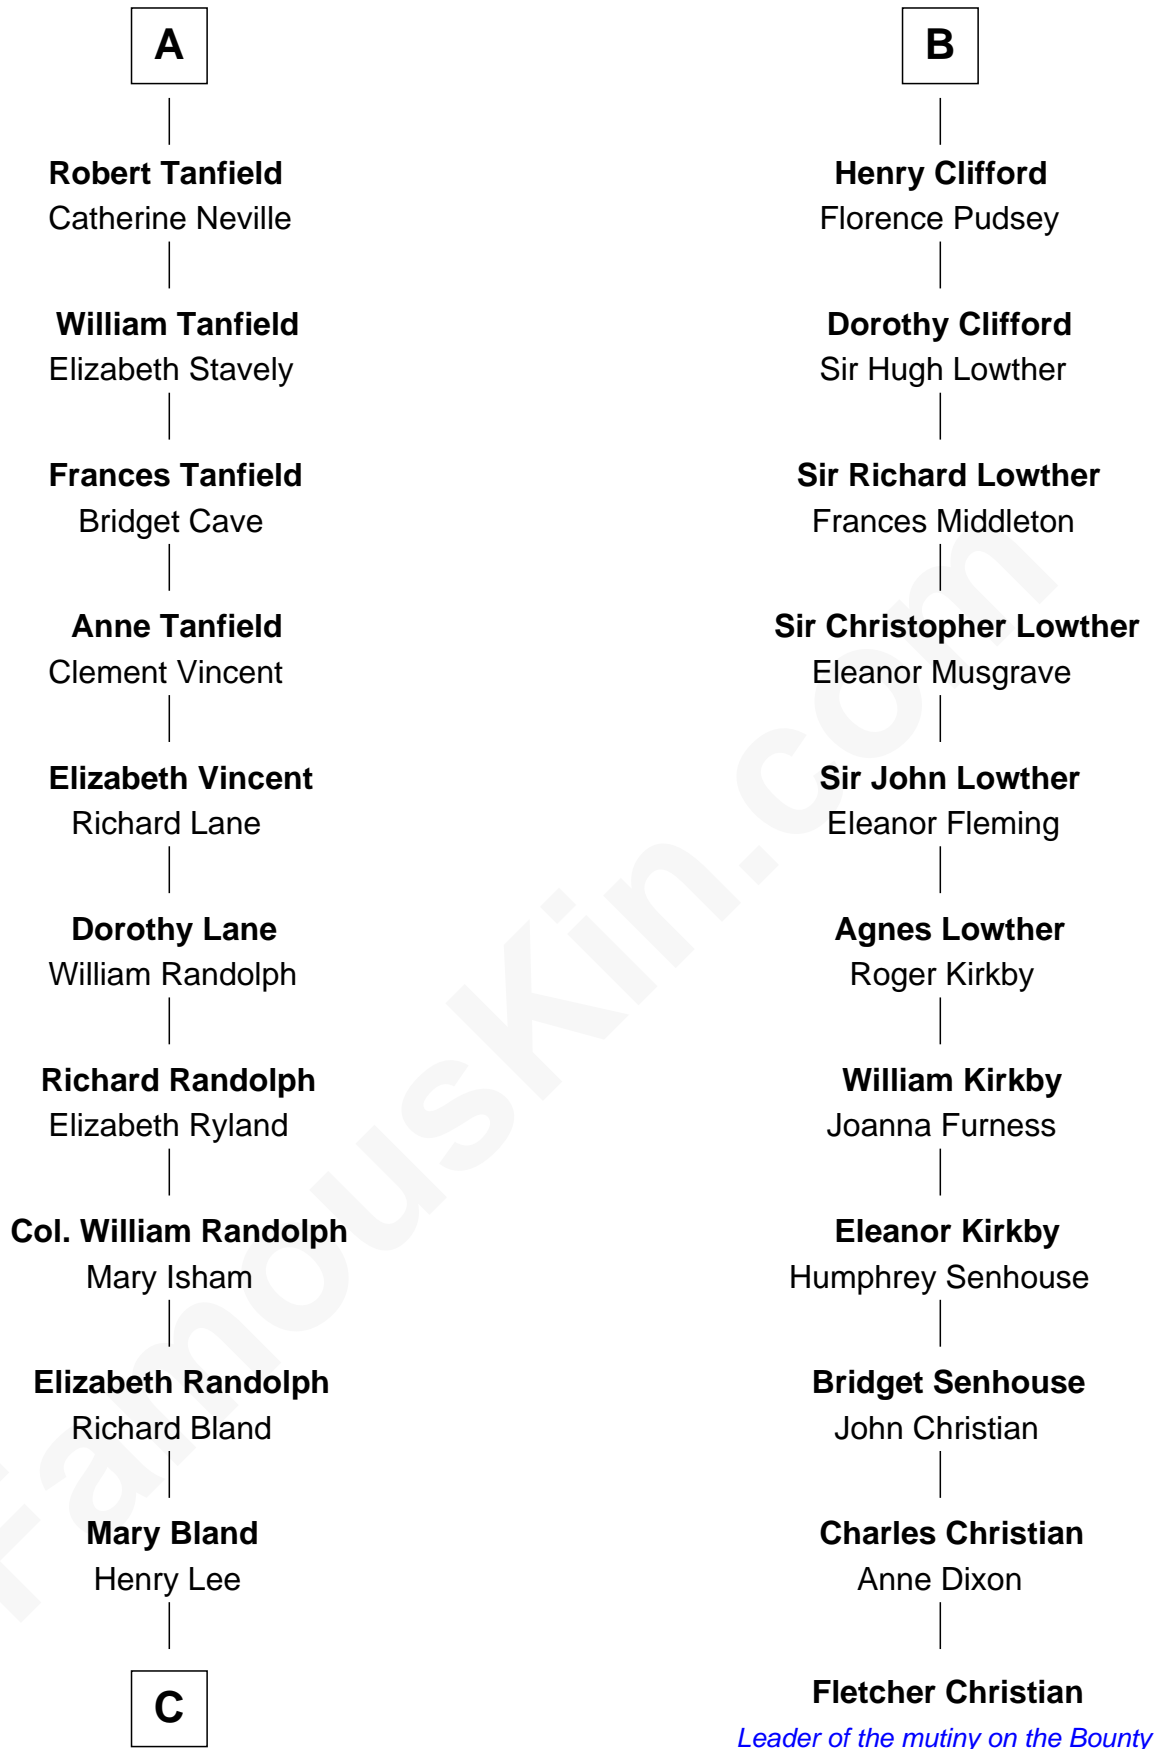 A
Robert Tanfield
Catherine Neville
William Tanfield
Elizabeth Stavely
Frances Tanfield
Bridget Cave
Anne Tanfield
Clement Vincent
Elizabeth Vincent
Richard Lane
Dorothy Lane
William Randolph
Richard Randolph
Elizabeth Ryland
Col. William Randolph
Mary Isham
Elizabeth Randolph
Richard Bland
Mary Bland
Henry Lee
C
B
Henry Clifford
Florence Pudsey
Dorothy Clifford
Sir Hugh Lowther
Sir Richard Lowther
Frances Middleton
Sir Christopher Lowther
Eleanor Musgrave
Sir John Lowther
Eleanor Fleming
Agnes Lowther
Roger Kirkby
William Kirkby
Joanna Furness
Eleanor Kirkby
Humphrey Senhouse
Bridget Senhouse
John Christian
Charles Christian
Anne Dixon
Fletcher Christian
Leader of the mutiny on the Bounty
FamousKin.com